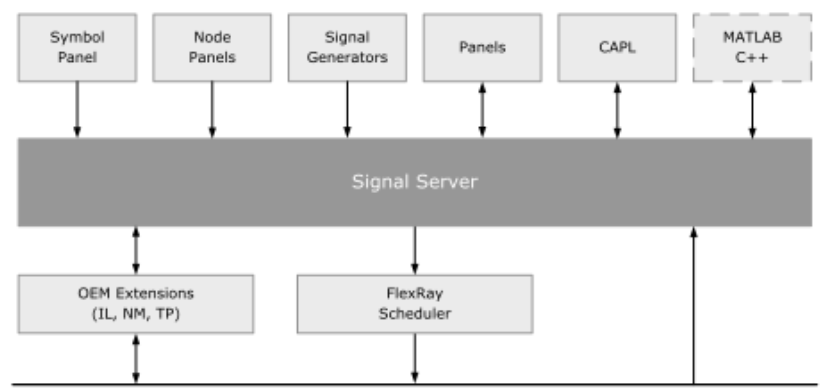 Symbol
Panel
Node
Panels
Signal
Generators
Panels
CAPL
MATLAB
C++
Signal Server
OEM Extensions
(IL, NM, TP)
FlexRay
Scheduler